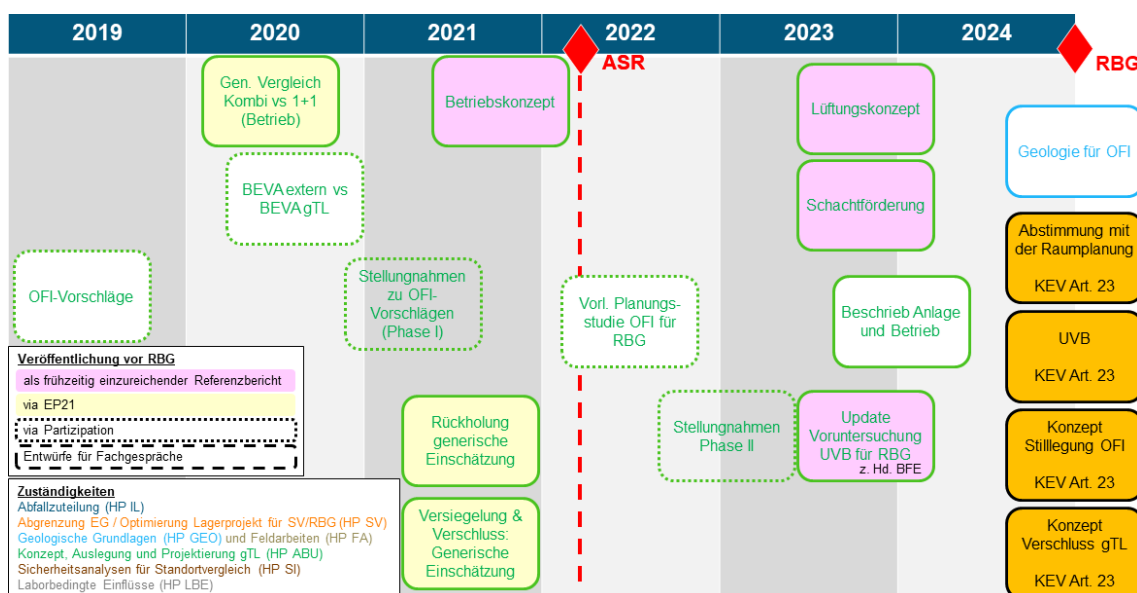 2019
2020
2021
2022
2023
2024
ASR
RBG
Gen. Vergleich
Kombi vs 1+1
(Betrieb)
Betriebskonzept
Lüftungskonzept
Geologie für OFI
BEVA extern vs
BEVA gTL
Schachtförderung
Abstimmung mit
der Raumplanung
KEV Art. 23
OFI-Vorschläge
Stellungnahmen
zu OFI-
Vorschlägen
(Phase I)
Vorl. Planungs-
studie OFI für
RBG
Beschrieb Anlage
und Betrieb
UVB
KEV Art. 23
Rückholung
generische
Einschätzung
Stellungnahmen
Phase II
Update
Voruntersuchung
UVB für RBG
z. Hd. BFE
Konzept
Stilllegung OFI
KEV Art. 23
Versiegelung &
Verschluss:
Generische
Einschätzung
Konzept
Verschluss gTL
KEV Art. 23
Veröffentlichung vor RBG
als frühzeitig einzureichender Referenzbericht
via EP21
via Partizipation
Entwürfe für Fachgespräche
Zuständigkeiten
Abfallzuteilung (HP IL)
Abgrenzung EG / Optimierung Lagerprojekt für SV/RBG (HP SV)
Geologische Grundlagen (HP GEO) und Feldarbeiten (HP FA)
Konzept, Auslegung und Projektierung gTL (HP ABU)
Sicherheitsanalysen für Standortvergleich (HP SI)
Laborbedingte Einflüsse (HP LBE)